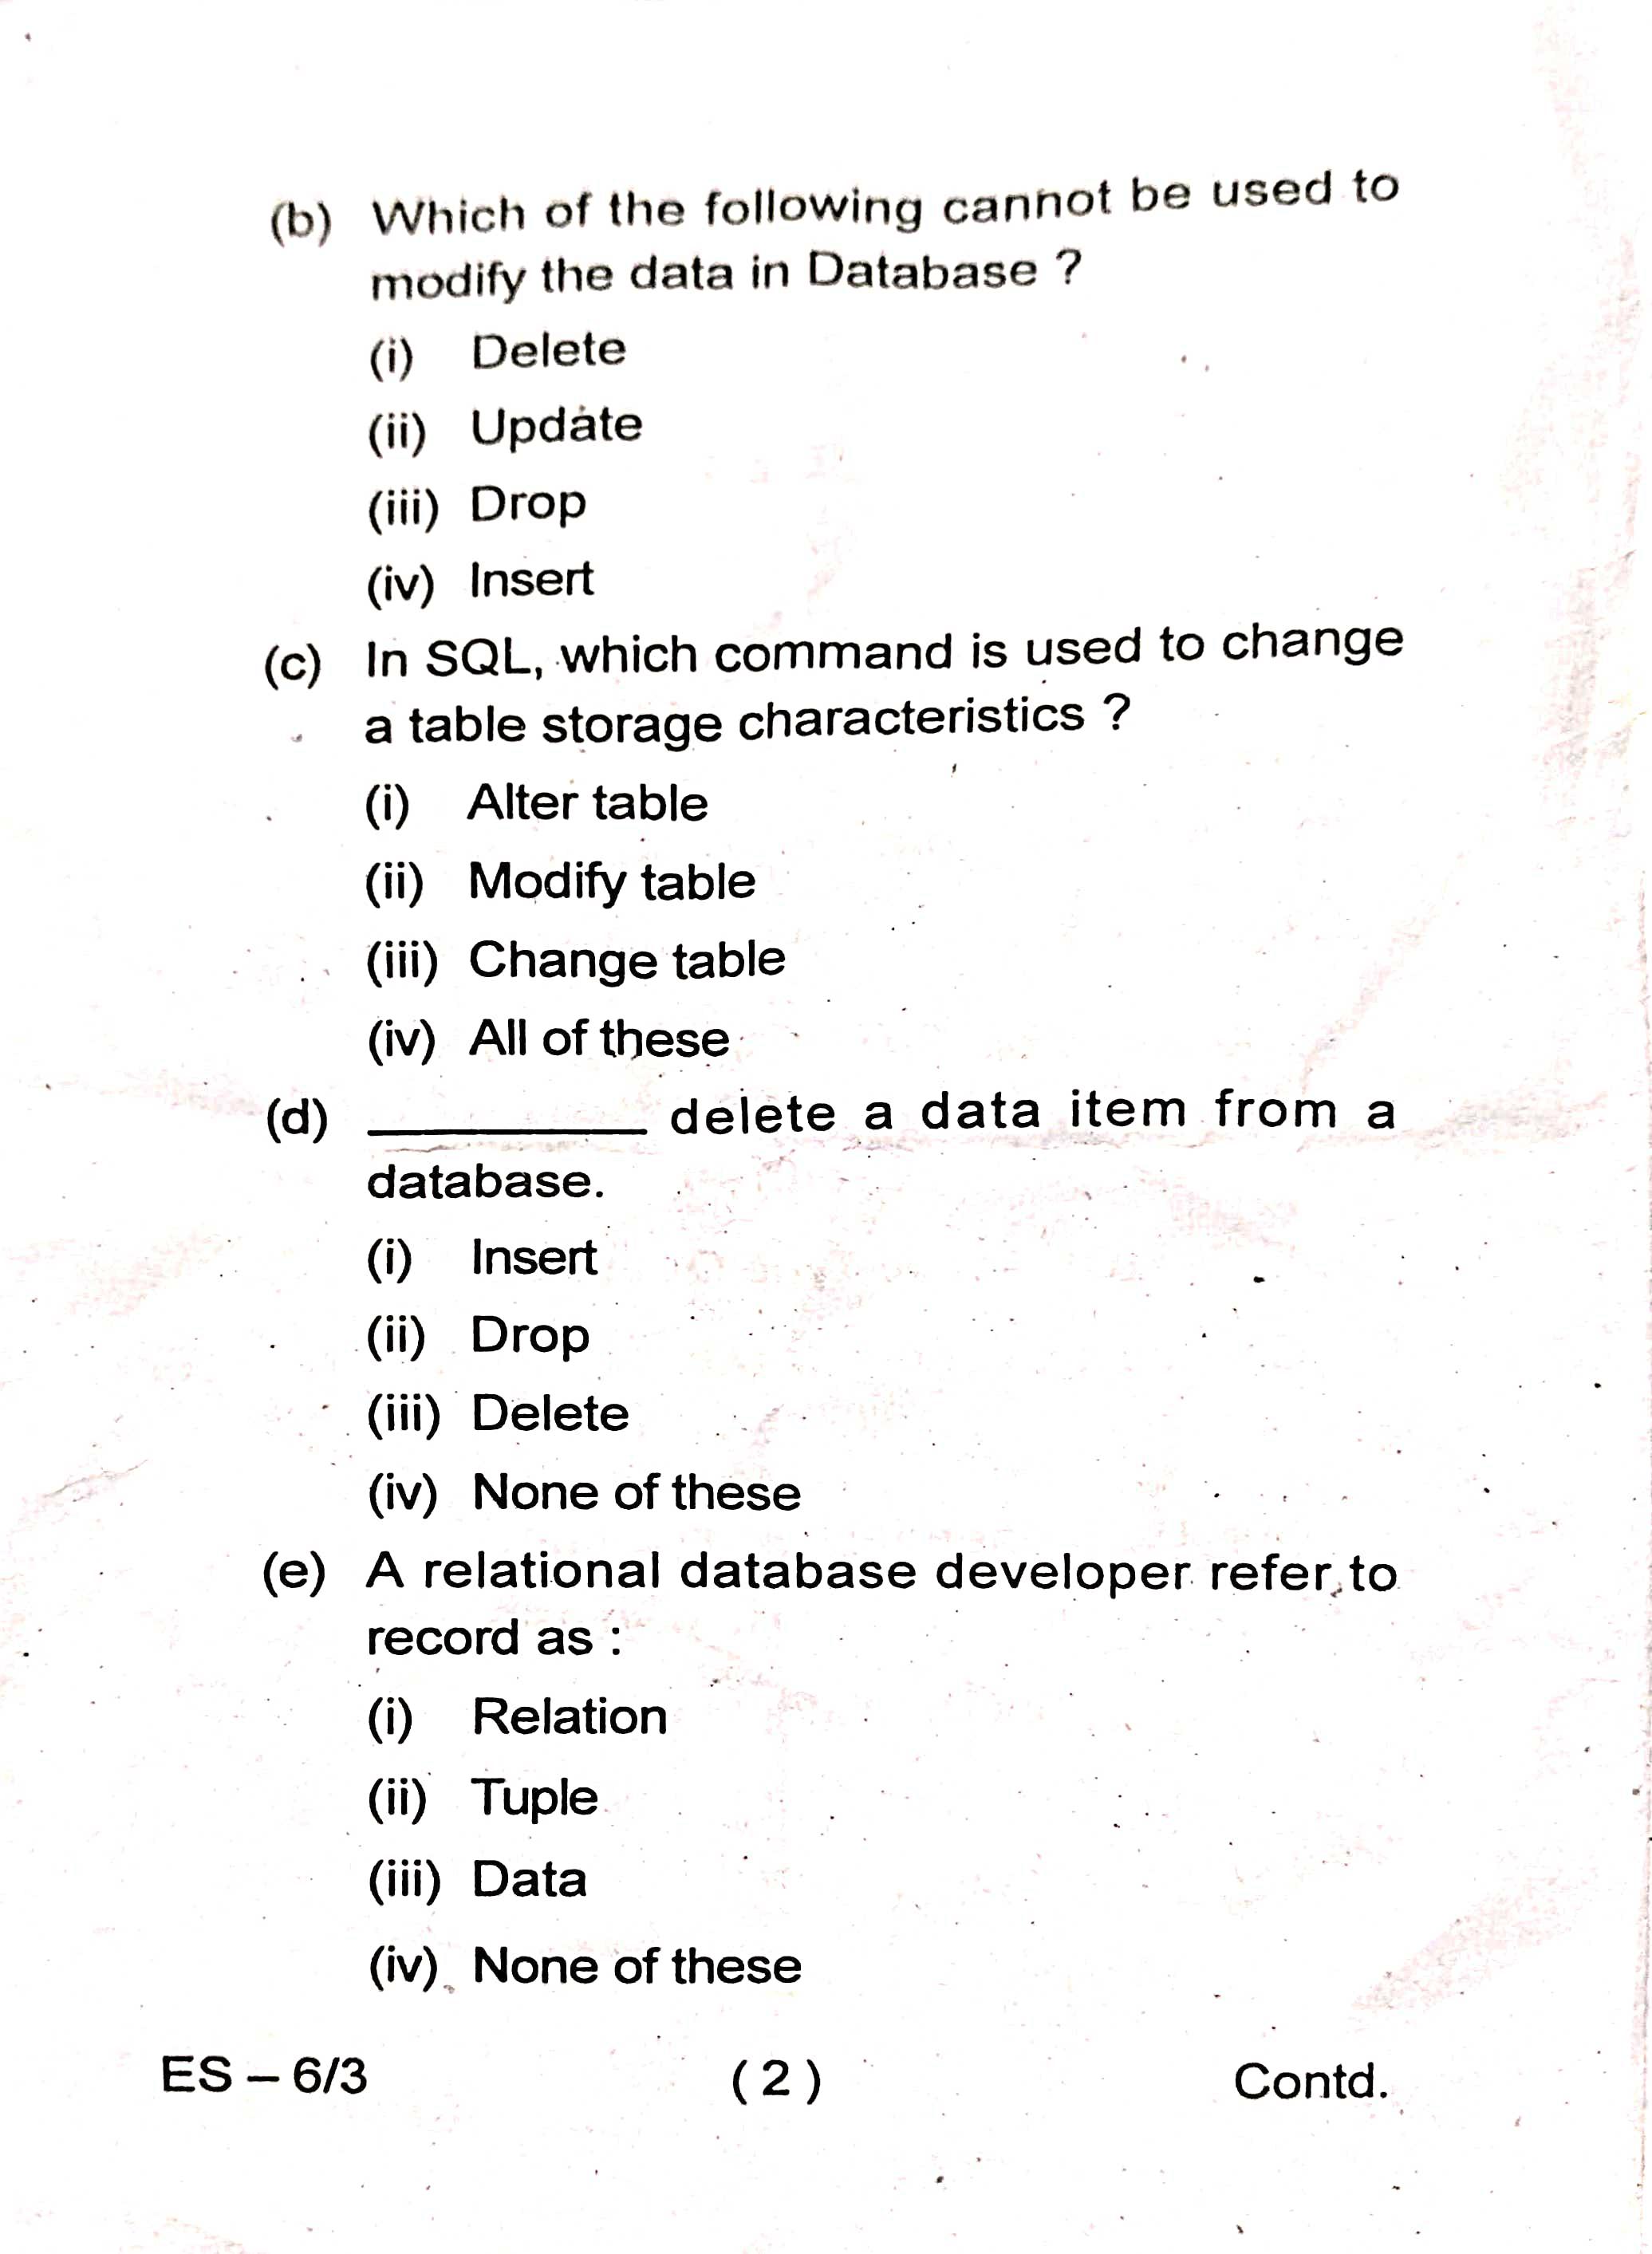 (b) Which of the following cannot be used to
modify the data in Database ?
(i) Delete
(ii) Update
(iii) Drop
(iv) Insert
(c) In SQL, which command is used to change
a table storage characteristics ?
(i) Alter table
(ii) Modify table
(iii) Change table
(iv) All of these
(d) __________ delete a data item from a
database.
(i) Insert
(ii) Drop
(iii) Delete
(iv) None of these
(e) A relational database developer refer to
record as :
(i) Relation
(ii) Tuple
(iii) Data
(iv) None of these
ES – 6/3 (2) Contd.